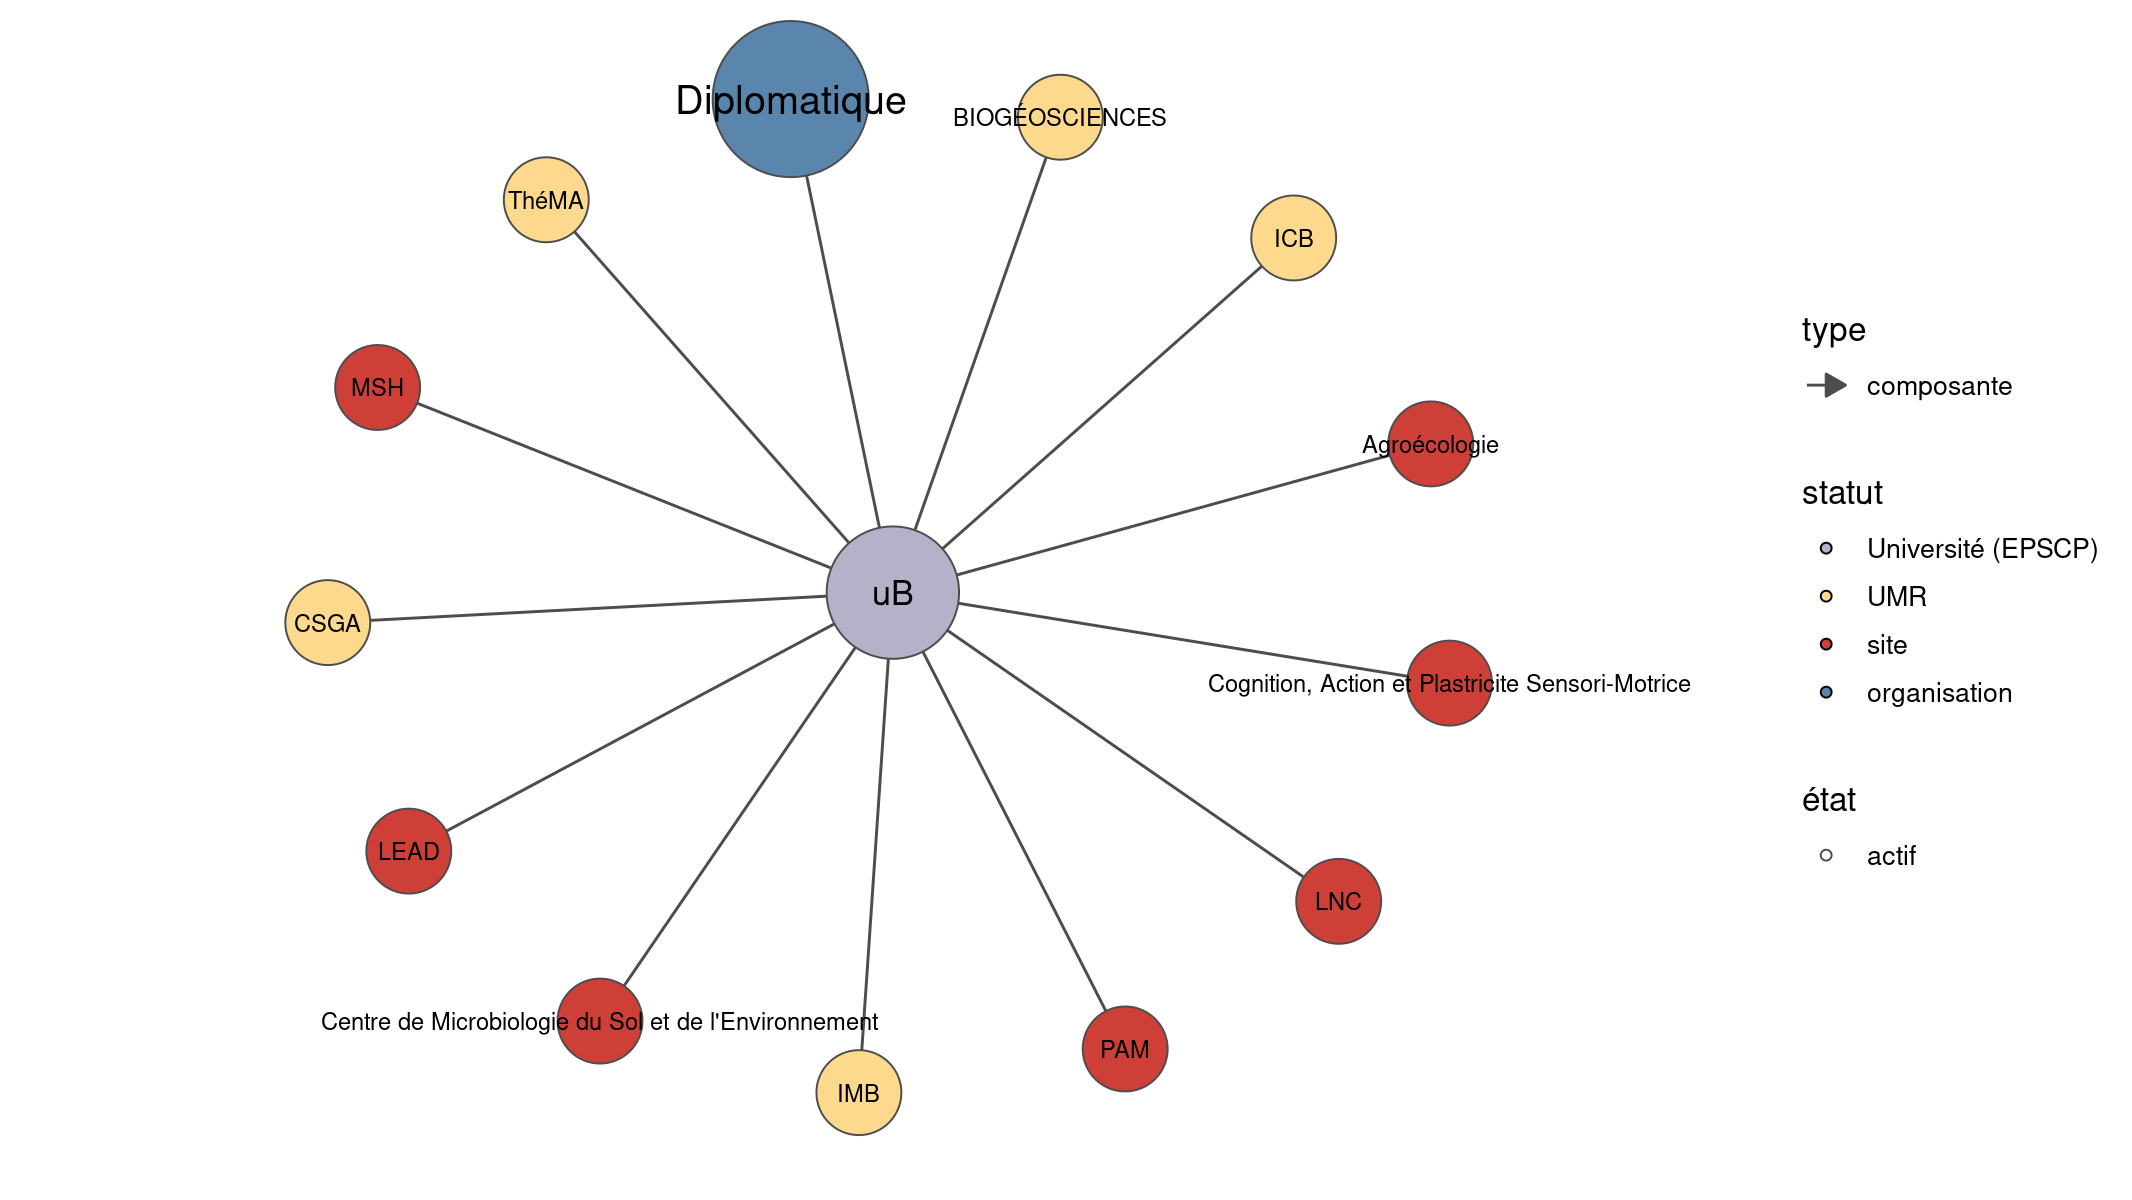 Diplomatique
BIOGÉOSCIENCES
ThéMA
ICB
MSH
Agroécologie
uB
CSGA
Cognition, Action et Plastricite Sensori-Motrice
LEAD
LNC
Centre de Microbiologie du Sol et de l'Environnement
PAM
IMB
type
composante
statut
Université (EPSCP)
UMR
site
organisation
état
actif